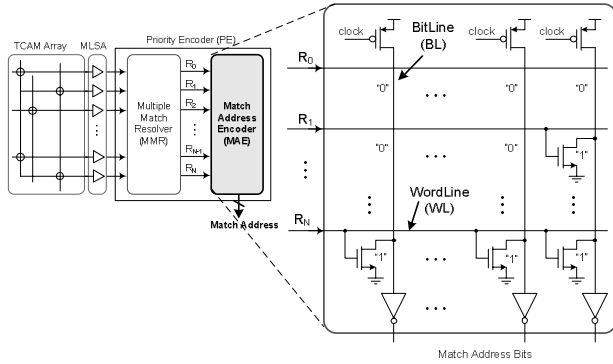 TCAM Array
MLSA
Priority Encoder (PE)
R0
R1
R2
RN-1
RN
Multiple
Match
Resolver
(MMR)
Match
Address
Encoder
(MAE)
Match Address
clock
BitLine
(BL)
clock
clock
R0
"0"
"0"
"0"
R1
"0"
"0"
"1"
WordLine
(WL)
RN
"1"
"1"
"1"
Match Address Bits